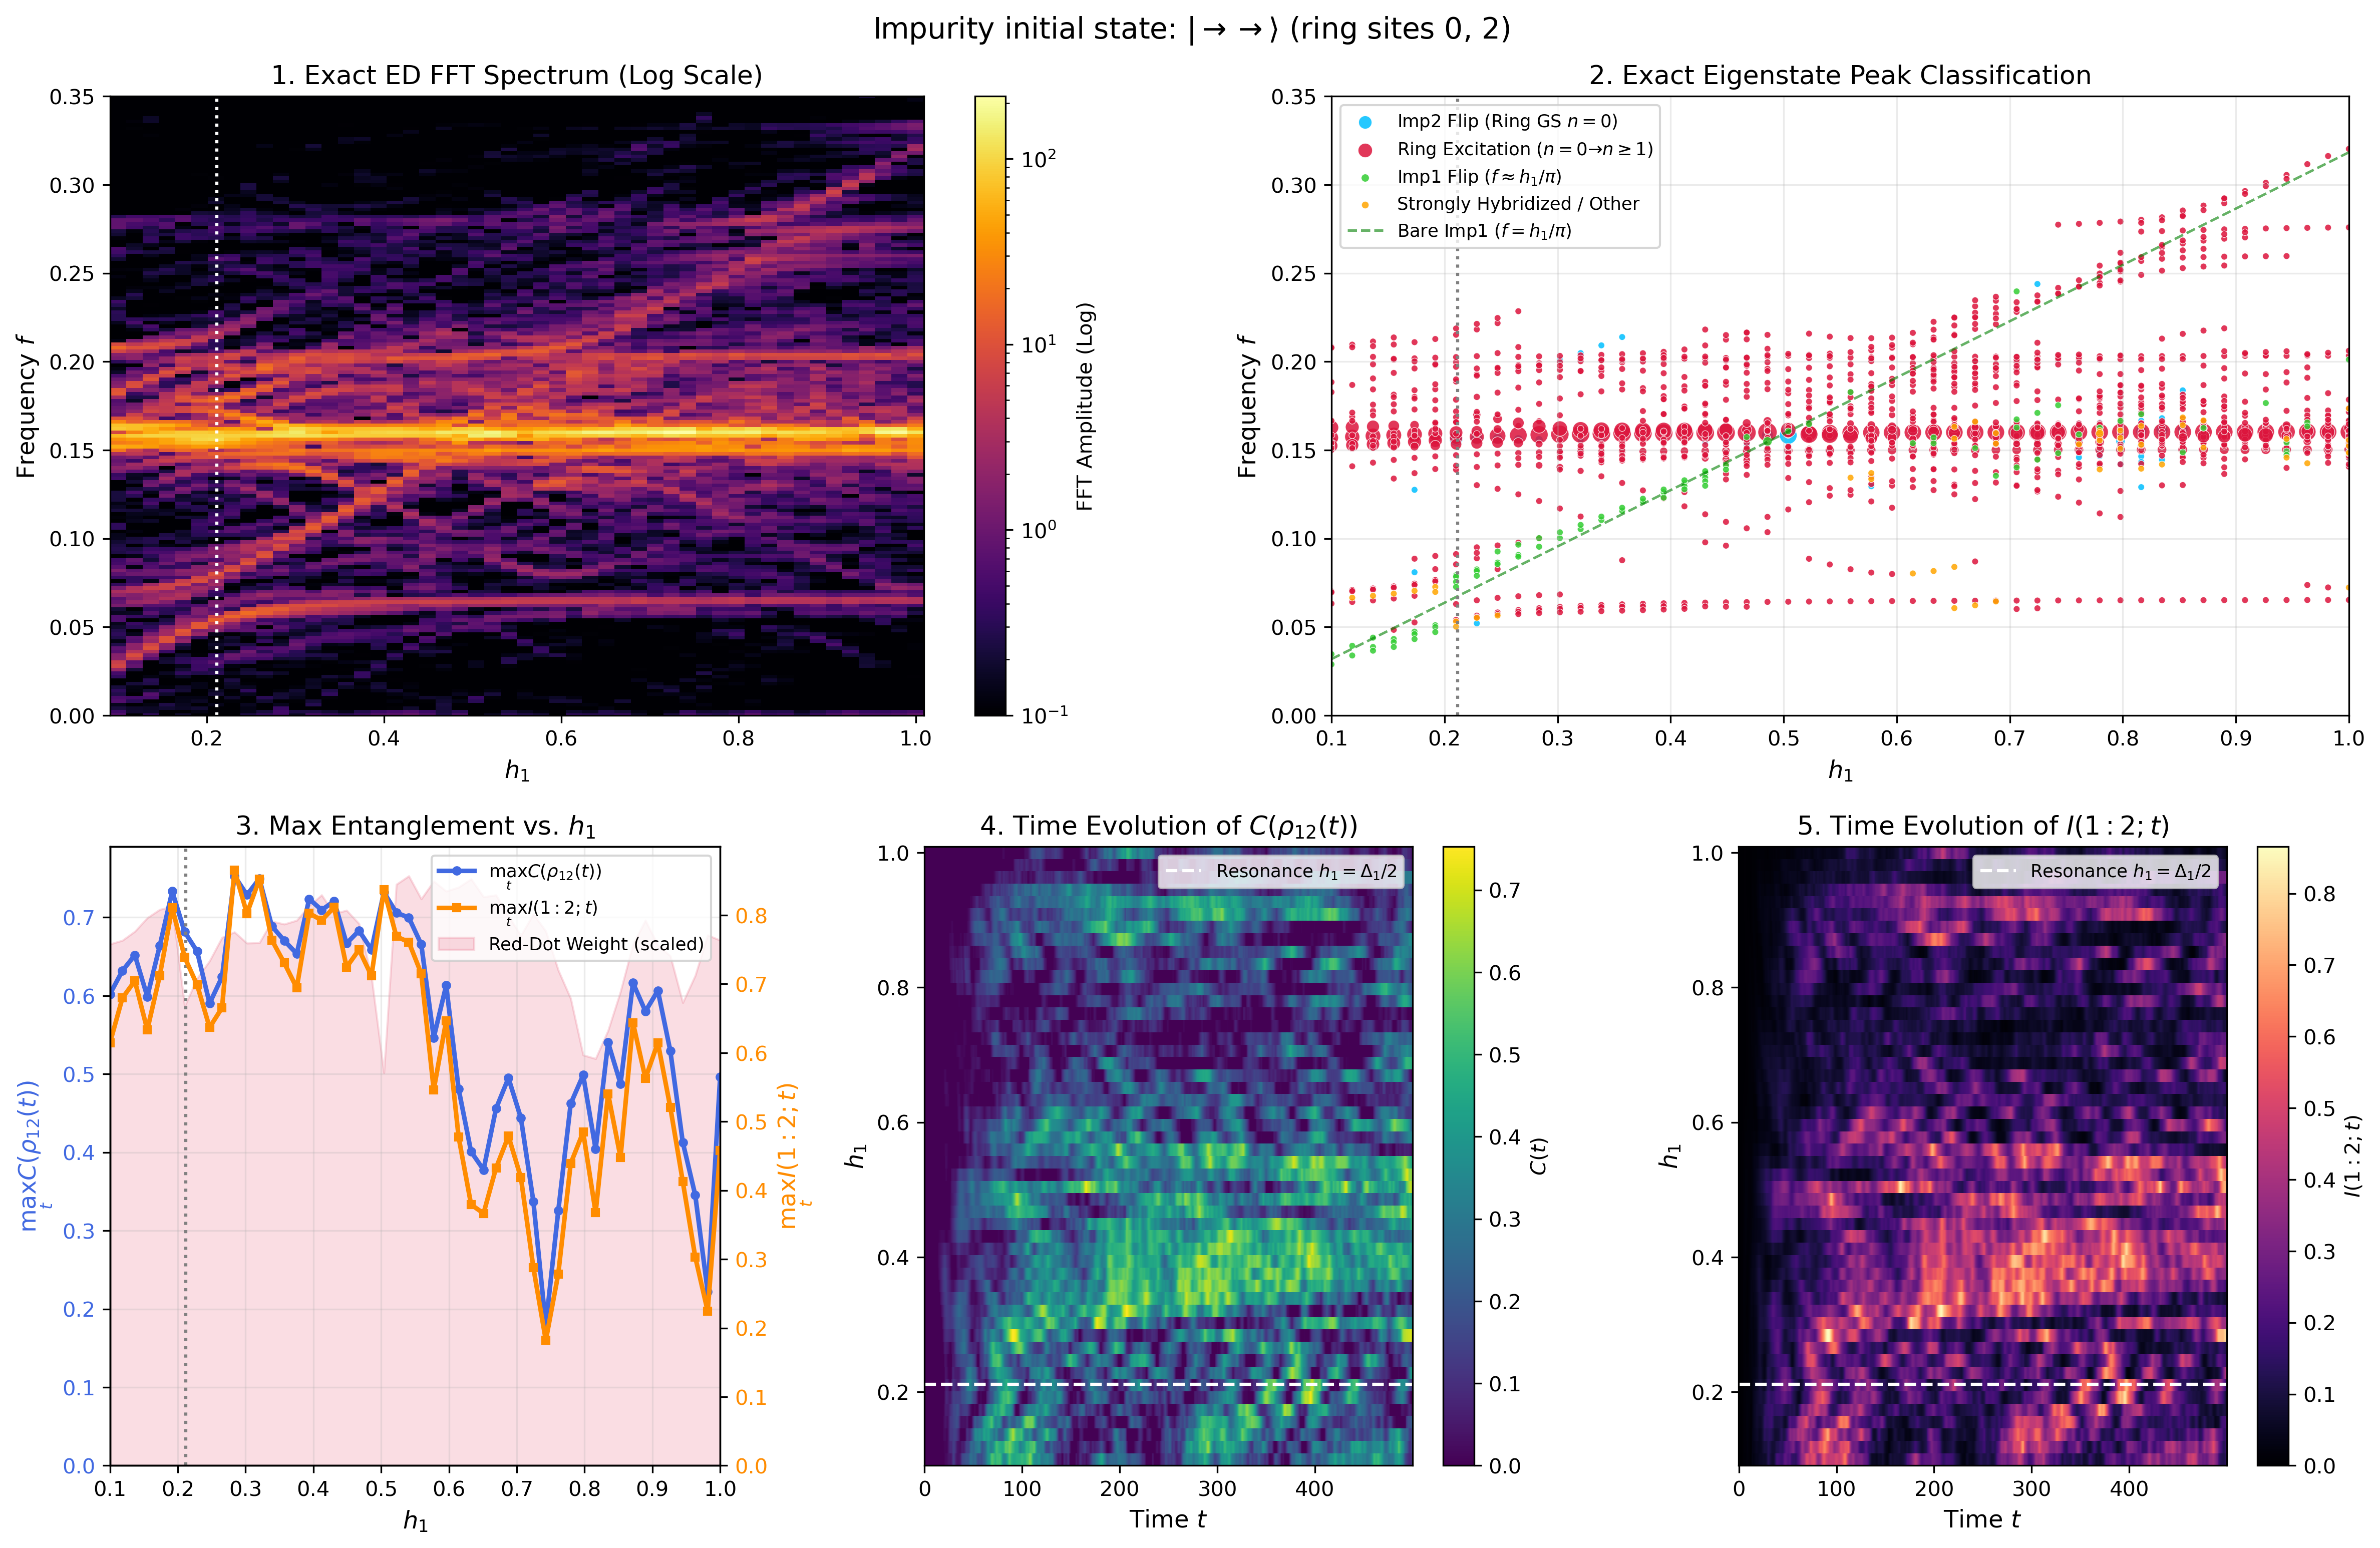 Impurity initial state: |→→⟩ (ring sites 0, 2)
1. Exact ED FFT Spectrum (Log Scale)
0.35
0.30
0.25
0.20
0.15
0.10
0.05
0.00
Frequency f
0.2 0.4 0.6 0.8 1.0
h₁
10²
10¹
10⁰
10⁻¹
FFT Amplitude (Log)
2. Exact Eigenstate Peak Classification
Imp2 Flip (Ring GS n = 0)
Ring Excitation (n = 0→n ≥ 1)
Imp1 Flip (f ≈ h₁/π)
Strongly Hybridized / Other
Bare Imp1 (f = h₁/π)
0.35
0.30
0.25
0.20
0.15
0.10
0.05
0.00
Frequency f
0.1 0.2 0.3 0.4 0.5 0.6 0.7 0.8 0.9 1.0
h₁
3. Max Entanglement vs. h₁
max C(ρ₁₂(t))
t
max I(1 : 2; t)
t
Red-Dot Weight (scaled)
0.7
0.6
0.5
0.4
0.3
0.2
0.1
0.0
max C(ρ₁₂(t))
t
0.8
0.7
0.6
0.5
0.4
0.3
0.2
0.1
0.0
max I(1 : 2; t)
t
0.1 0.2 0.3 0.4 0.5 0.6 0.7 0.8 0.9 1.0
h₁
4. Time Evolution of C(ρ₁₂(t))
Resonance h₁ = Δ₁/2
1.0
0.8
0.6
0.4
0.2
h₁
0 100 200 300 400
Time t
0.7
0.6
0.5
0.4
0.3
0.2
0.1
0.0
C(t)
5. Time Evolution of I(1 : 2; t)
Resonance h₁ = Δ₁/2
1.0
0.8
0.6
0.4
0.2
h₁
0 100 200 300 400
Time t
0.8
0.7
0.6
0.5
0.4
0.3
0.2
0.1
0.0
I(1 : 2; t)